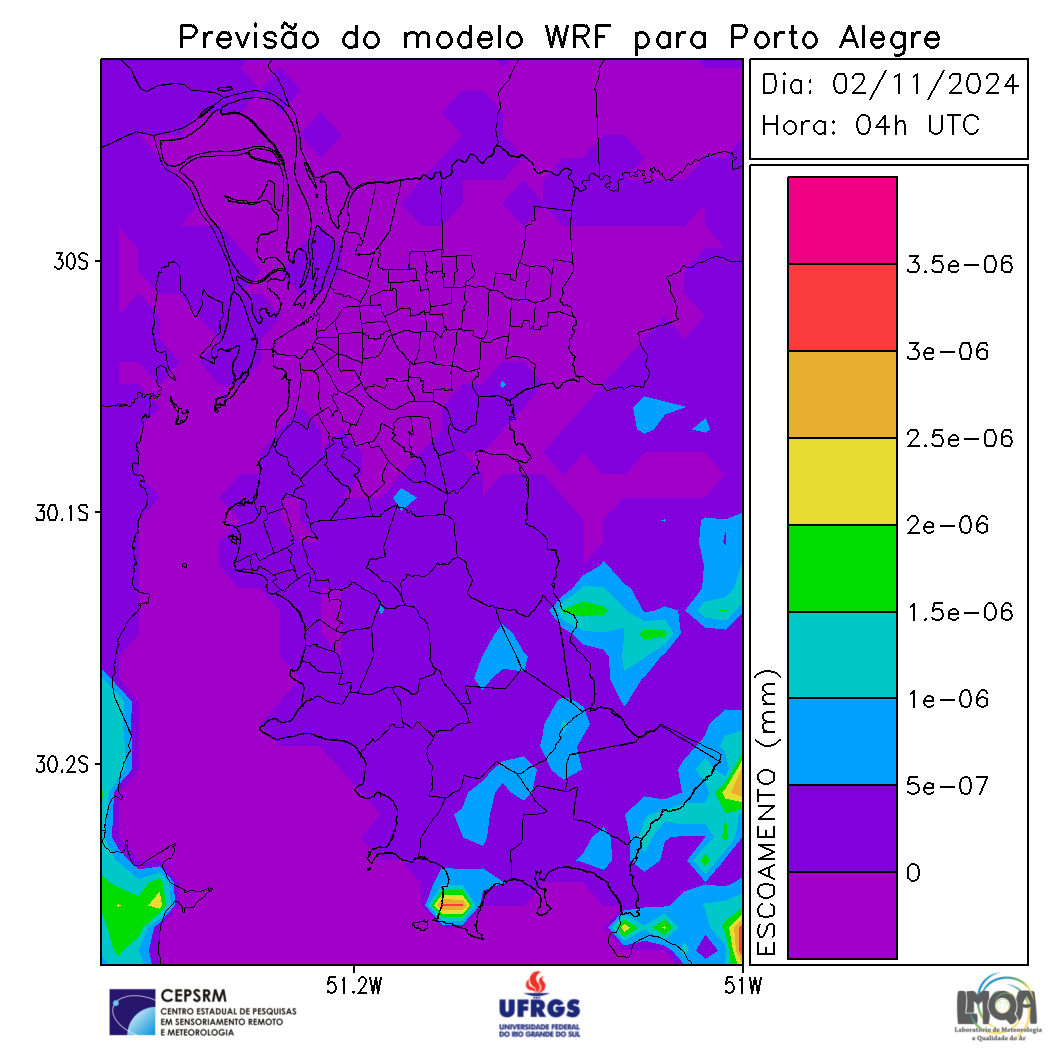 Previsão do modelo WRF para Porto Alegre
Dia: 02/11/2024
Hora: 04h UTC
30S
30.1S
30.2S
51.2W
51W
ESCOAMENTO (mm)
3.5e-06
3e-06
2.5e-06
2e-06
1.5e-06
1e-06
5e-07
0
CEPSRM
CENTRO ESTADUAL DE PESQUISAS
EM SENSORIAMENTO REMOTO
E METEOROLOGIA
UFRGS
UNIVERSIDADE FEDERAL
DO RIO GRANDE DO SUL
LMQA
Laboratório de Meteorologia
e Qualidade do Ar